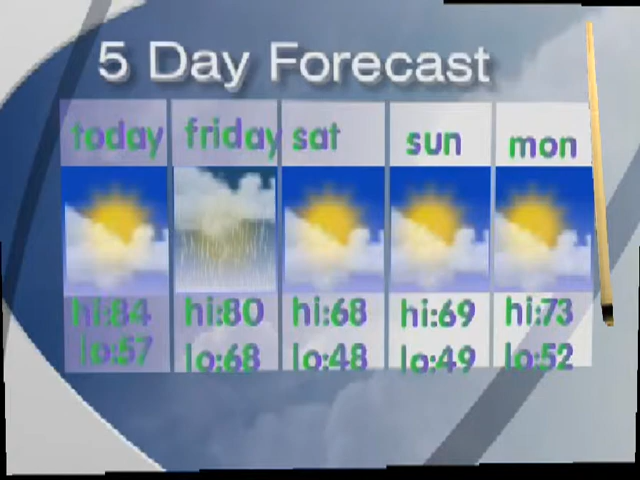 5 Day Forecast
today friday sat sun mon
hi:84 hi:80 hi:68 hi:69 hi:73
lo:57 lo:68 lo:48 lo:49 lo:52